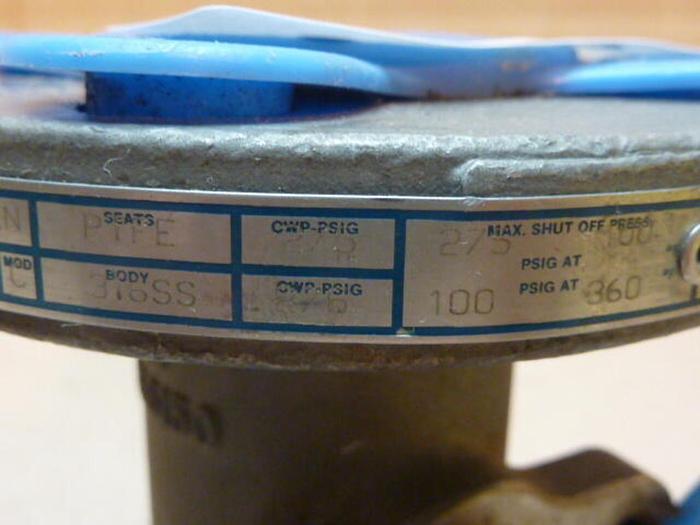 SEATS CWP-PSIG MAX. SHUT OFF PRESS.
PTFE 275 275 100
PSIG AT
MOD BODY CWP-PSIG PSIG AT
C 316SS 100 360